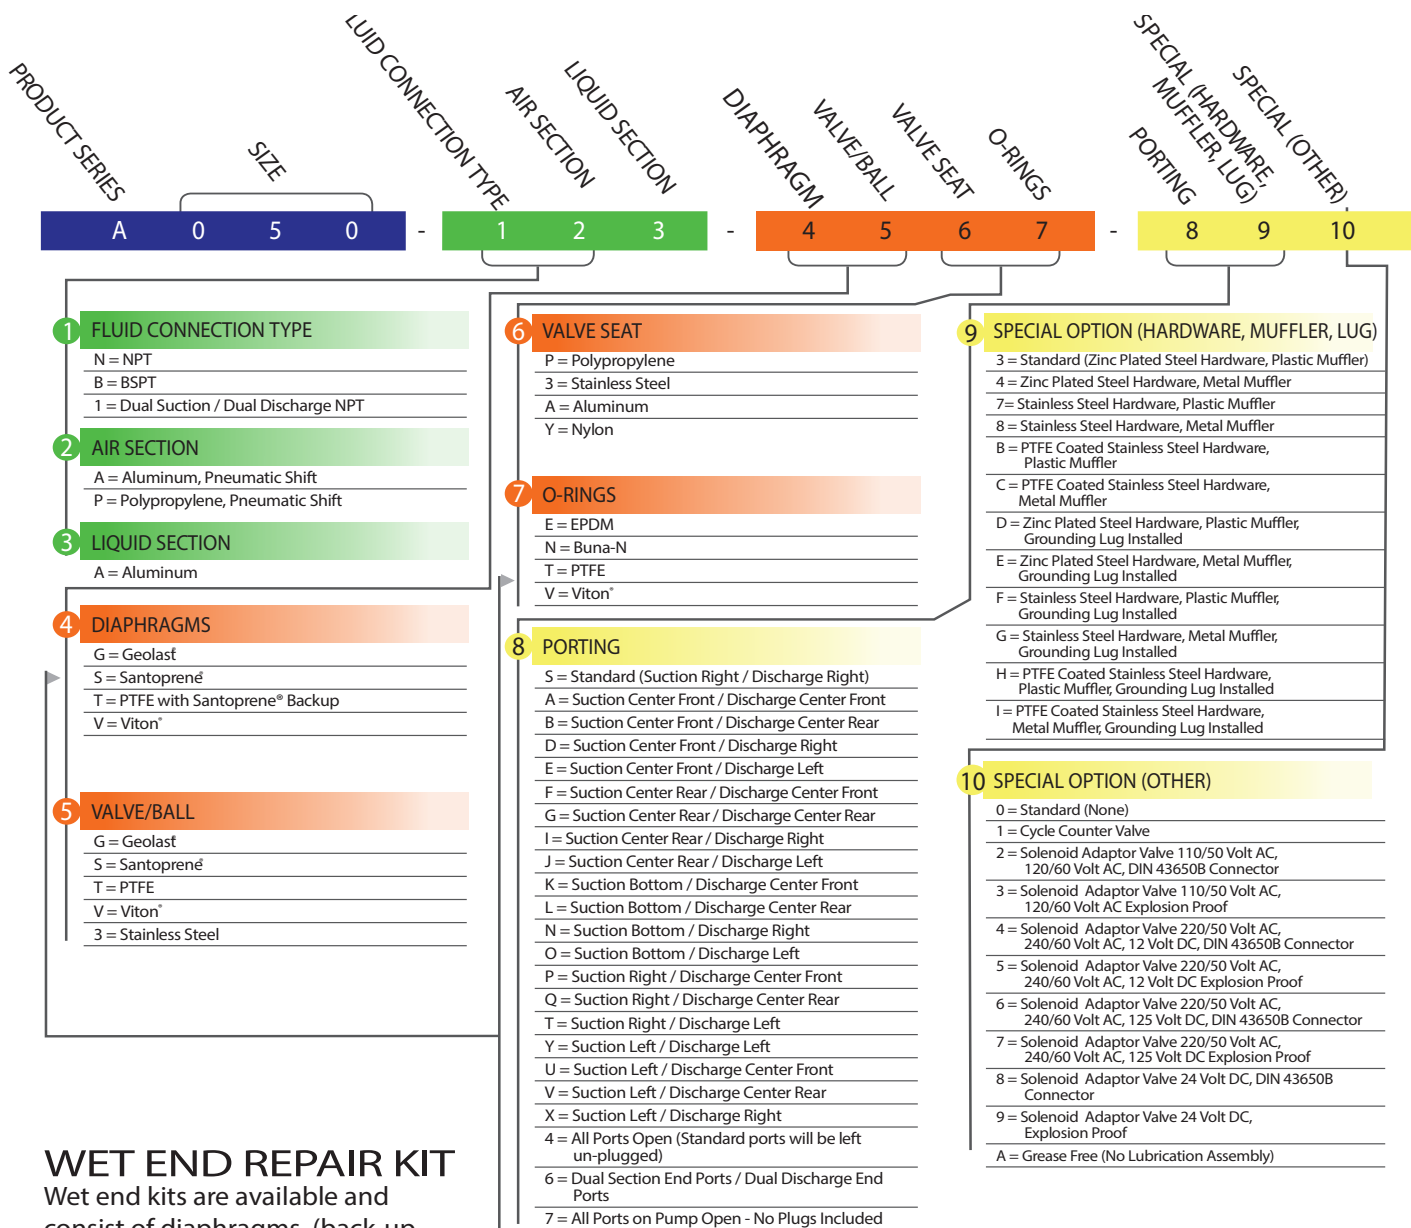 PRODUCT SERIES
SIZE
LUID CONNECTION TYPE
AIR SECTION
LIQUID SECTION
DIAPHRAGM
VALVE/BALL
VALVE SEAT
O-RINGS
PORTING
SPECIAL (HARDWARE,
MUFFLER, LUG)
SPECIAL (OTHER)
A 0 5 0 - 1 2 3 - 4 5 6 7 - 8 9 10
1 FLUID CONNECTION TYPE
N = NPT
B = BSPT
1 = Dual Suction / Dual Discharge NPT
2 AIR SECTION
A = Aluminum, Pneumatic Shift
P = Polypropylene, Pneumatic Shift
3 LIQUID SECTION
A = Aluminum
4 DIAPHRAGMS
G = Geolast®
S = Santoprene®
T = PTFE with Santoprene® Backup
V = Viton®
5 VALVE/BALL
G = Geolast®
S = Santoprene®
T = PTFE
V = Viton®
3 = Stainless Steel
WET END REPAIR KIT
Wet end kits are available and
consist of diaphragms, (back-up
6 VALVE SEAT
P = Polypropylene
3 = Stainless Steel
A = Aluminum
Y = Nylon
7 O-RINGS
E = EPDM
N = Buna-N
T = PTFE
V = Viton®
8 PORTING
S = Standard (Suction Right / Discharge Right)
A = Suction Center Front / Discharge Center Front
B = Suction Center Front / Discharge Center Rear
D = Suction Center Front / Discharge Right
E = Suction Center Front / Discharge Left
F = Suction Center Rear / Discharge Center Front
G = Suction Center Rear / Discharge Center Rear
I = Suction Center Rear / Discharge Right
J = Suction Center Rear / Discharge Left
K = Suction Bottom / Discharge Center Front
L = Suction Bottom / Discharge Center Rear
N = Suction Bottom / Discharge Right
O = Suction Bottom / Discharge Left
P = Suction Right / Discharge Center Front
Q = Suction Right / Discharge Center Rear
T = Suction Right / Discharge Left
Y = Suction Left / Discharge Left
U = Suction Left / Discharge Center Front
V = Suction Left / Discharge Center Rear
X = Suction Left / Discharge Right
4 = All Ports Open (Standard ports will be left
un-plugged)
6 = Dual Section End Ports / Dual Discharge End
Ports
7 = All Ports on Pump Open - No Plugs Included
9 SPECIAL OPTION (HARDWARE, MUFFLER, LUG)
3 = Standard (Zinc Plated Steel Hardware, Plastic Muffler)
4 = Zinc Plated Steel Hardware, Metal Muffler
7= Stainless Steel Hardware, Plastic Muffler
8 = Stainless Steel Hardware, Metal Muffler
B = PTFE Coated Stainless Steel Hardware,
Plastic Muffler
C = PTFE Coated Stainless Steel Hardware,
Metal Muffler
D = Zinc Plated Steel Hardware, Plastic Muffler,
Grounding Lug Installed
E = Zinc Plated Steel Hardware, Metal Muffler,
Grounding Lug Installed
F = Stainless Steel Hardware, Plastic Muffler,
Grounding Lug Installed
G = Stainless Steel Hardware, Metal Muffler,
Grounding Lug Installed
H = PTFE Coated Stainless Steel Hardware,
Plastic Muffler, Grounding Lug Installed
I = PTFE Coated Stainless Steel Hardware,
Metal Muffler, Grounding Lug Installed
10 SPECIAL OPTION (OTHER)
0 = Standard (None)
1 = Cycle Counter Valve
2 = Solenoid Adaptor Valve 110/50 Volt AC,
120/60 Volt AC, DIN 43650B Connector
3 = Solenoid Adaptor Valve 110/50 Volt AC,
120/60 Volt AC Explosion Proof
4 = Solenoid Adaptor Valve 220/50 Volt AC,
240/60 Volt AC, 12 Volt DC, DIN 43650B Connector
5 = Solenoid Adaptor Valve 220/50 Volt AC,
240/60 Volt AC, 12 Volt DC Explosion Proof
6 = Solenoid Adaptor Valve 220/50 Volt AC,
240/60 Volt AC, 125 Volt DC, DIN 43650B Connector
7 = Solenoid Adaptor Valve 220/50 Volt AC,
240/60 Volt AC, 125 Volt DC Explosion Proof
8 = Solenoid Adaptor Valve 24 Volt DC, DIN 43650B
Connector
9 = Solenoid Adaptor Valve 24 Volt DC,
Explosion Proof
A = Grease Free (No Lubrication Assembly)